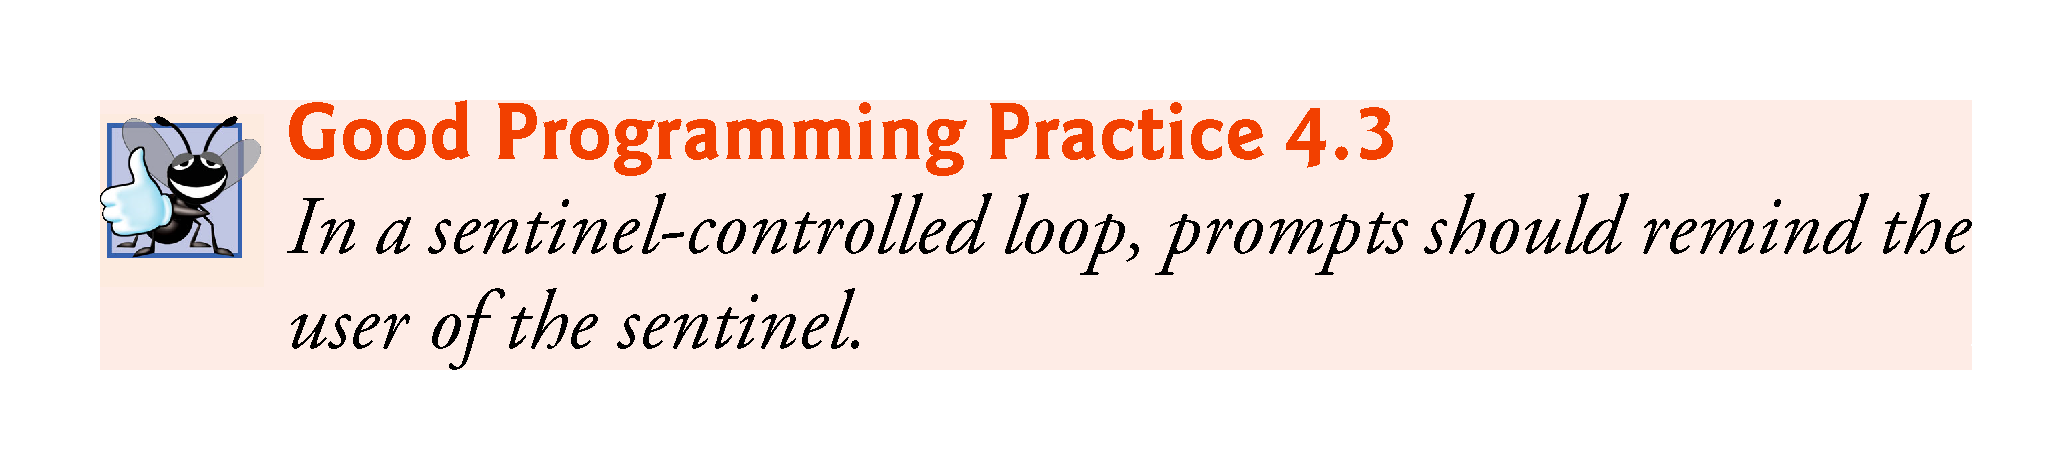 Good Programming Practice 4.3
In a sentinel-controlled loop, prompts should remind the
user of the sentinel.